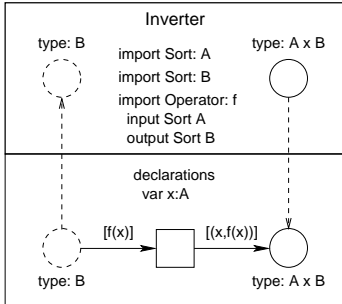 Inverter
type: B
type: A x B
import Sort: A
import Sort: B
import Operator: f
input Sort A
output Sort B
declarations
var x:A
[f(x)]
[(x,f(x))]
type: B
type: A x B